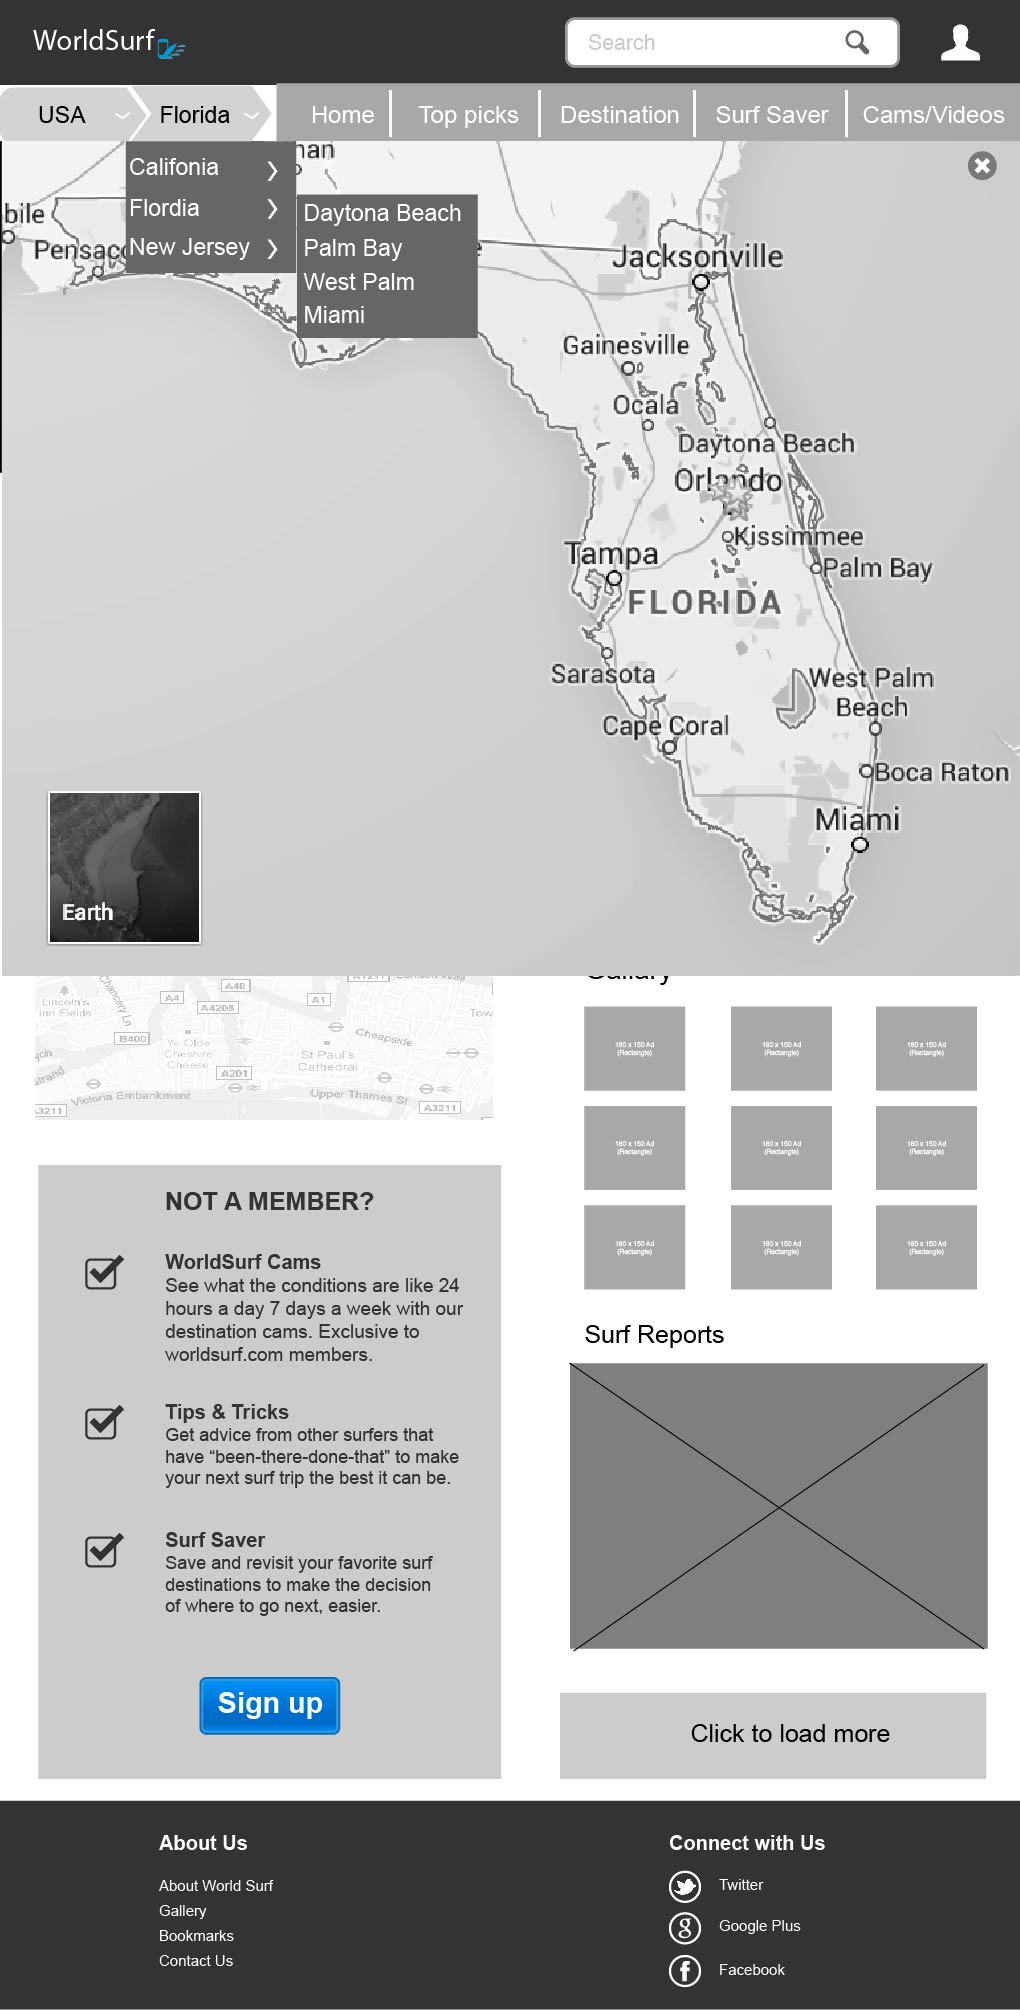 WorldSurf
Search
USA
Florida
Home
Top picks
Destination
Surf Saver
Cams/Videos
Califonia
Flordia
New Jersey
Daytona Beach
Palm Bay
West Palm
Miami
bile
Pensaco
nan
e
Jacksonville
Gainesville
Ocala
Daytona Beach
Orlando
Kissimmee
Palm Bay
Tampa
FLORIDA
Sarasota
West Palm
Beach
Cape Coral
Boca Raton
Miami
Earth
Gallery
A1211
A40
A4
A4208
A1
Lincoln's
Inn Fields
Chancery Ln
Tow
B400
Ye Olde
Cheshire
Cheese
Cheapside
St Paul's
Cathedral
ych
Strand
A201
Victoria Embankment
Upper Thames St
A3211
A3211
180 x 150 Ad
(Rectangle)
180 x 150 Ad
(Rectangle)
180 x 150 Ad
(Rectangle)
180 x 150 Ad
(Rectangle)
180 x 150 Ad
(Rectangle)
180 x 150 Ad
(Rectangle)
180 x 150 Ad
(Rectangle)
180 x 150 Ad
(Rectangle)
180 x 150 Ad
(Rectangle)
NOT A MEMBER?
WorldSurf Cams
See what the conditions are like 24
hours a day 7 days a week with our
destination cams. Exclusive to
worldsurf.com members.
Tips & Tricks
Get advice from other surfers that
have “been-there-done-that” to make
your next surf trip the best it can be.
Surf Saver
Save and revisit your favorite surf
destinations to make the decision
of where to go next, easier.
Sign up
Surf Reports
Click to load more
About Us
About World Surf
Gallery
Bookmarks
Contact Us
Connect with Us
Twitter
Google Plus
Facebook